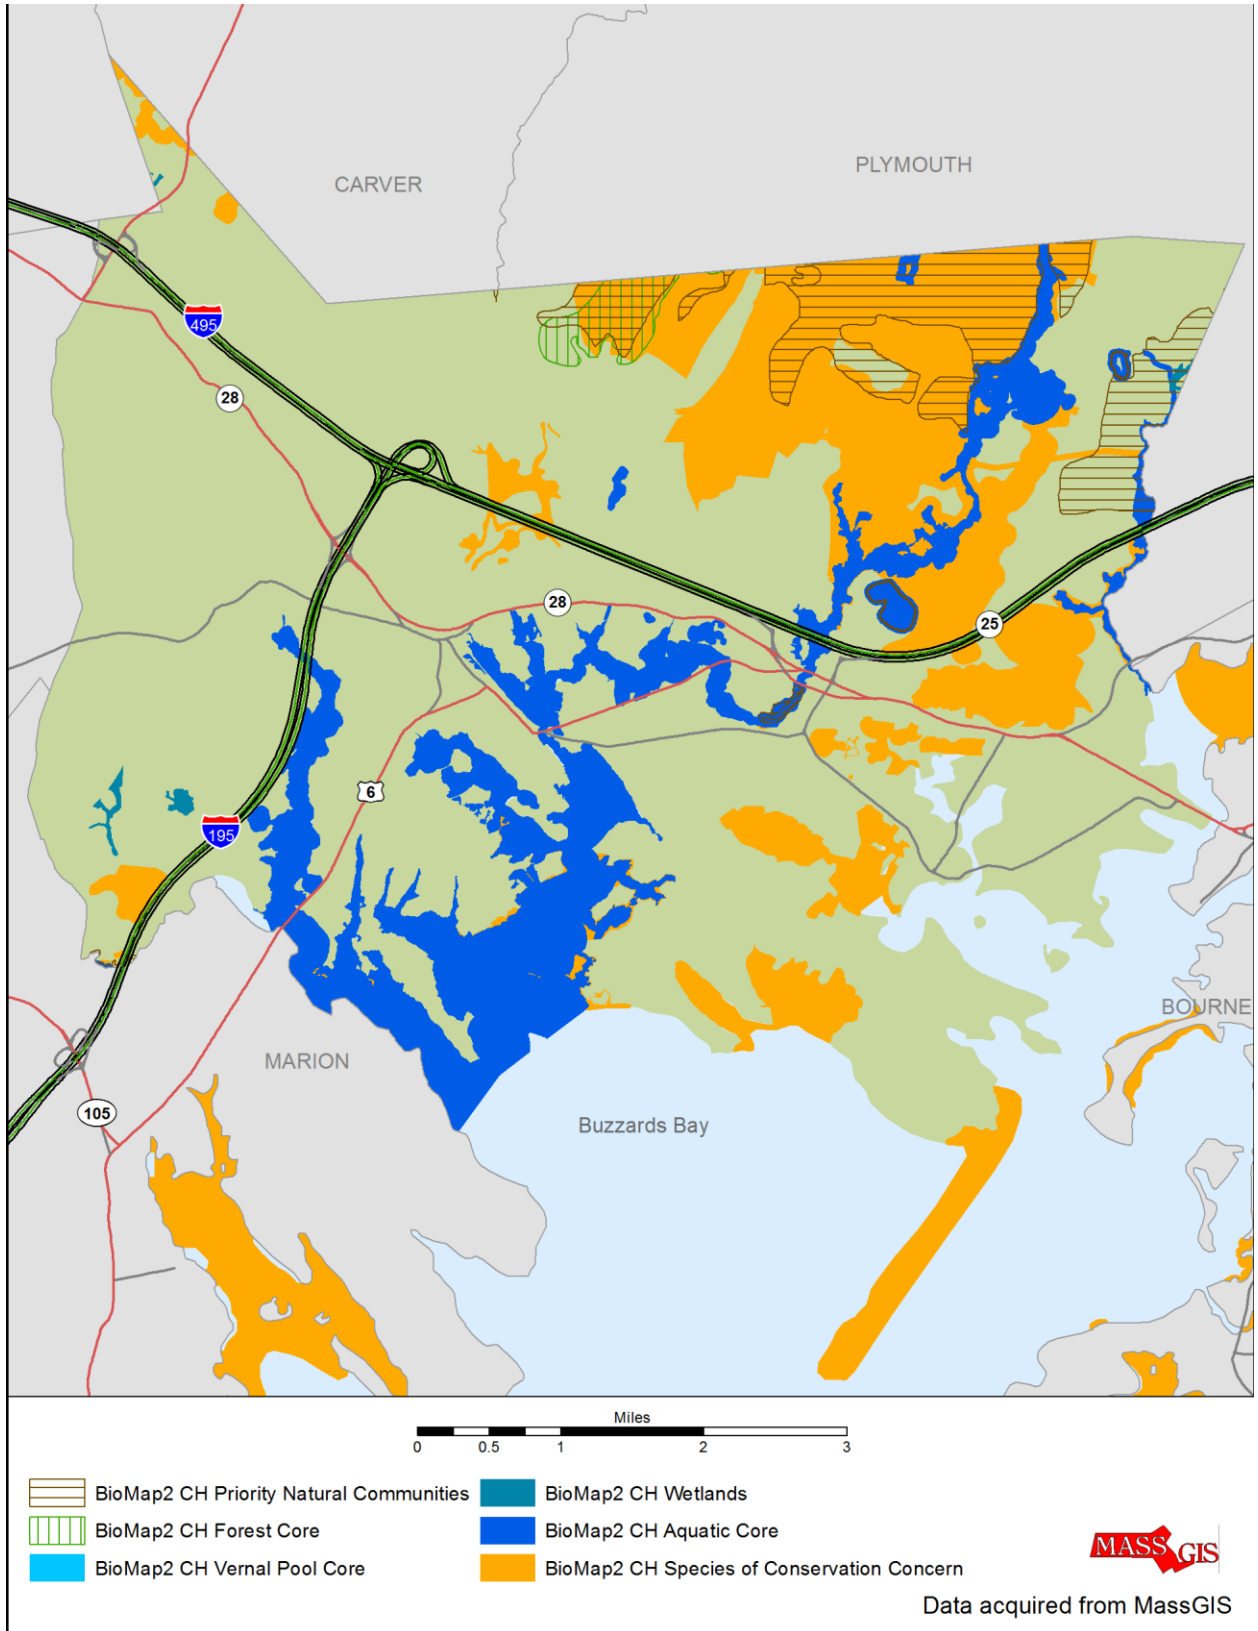 PLYMOUTH
CARVER
495
28
28
25
6
195
BOURNE
MARION
105
Buzzards Bay
Miles
0 0.5 1 2 3
BioMap2 CH Priority Natural Communities
BioMap2 CH Wetlands
BioMap2 CH Forest Core
BioMap2 CH Aquatic Core
BioMap2 CH Vernal Pool Core
BioMap2 CH Species of Conservation Concern
MASS GIS
Data acquired from MassGIS